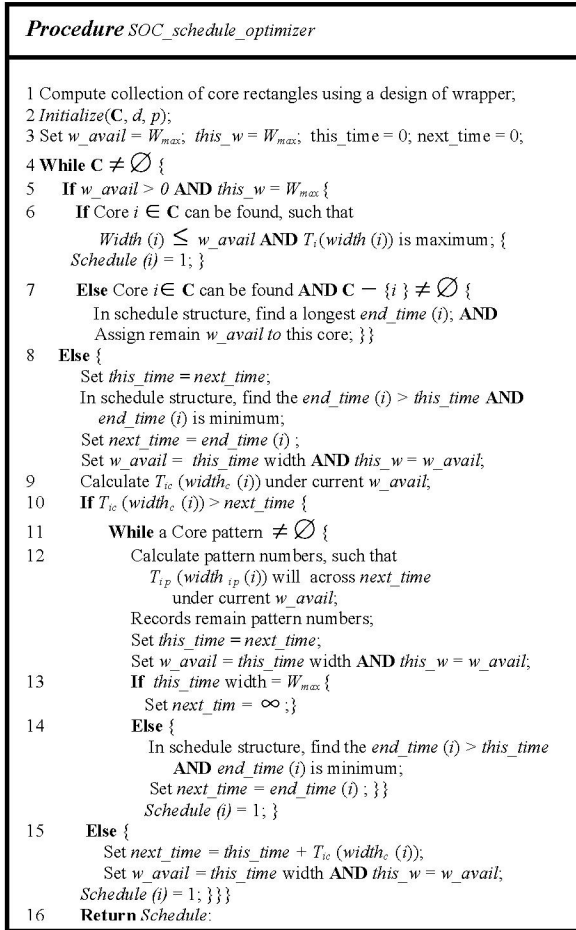 Procedure SOC_schedule_optimizer
1 Compute collection of core rectangles using a design of wrapper;
2 Initialize(C, d, p);
3 Set w_avail = Wmax; this_w = Wmax; this_time = 0; next_time = 0;
4 While C ≠ ∅ {
5 If w_avail > 0 AND this_w = Wmax {
6 If Core i ∈ C can be found, such that
Width (i) ≤ w_avail AND Ti(width (i)) is maximum; {
Schedule (i) = 1; }
7 Else Core i ∈ C can be found AND C − {i } ≠ ∅ {
In schedule structure, find a longest end_time (i); AND
Assign remain w_avail to this core; }}
8 Else {
Set this_time = next_time;
In schedule structure, find the end_time (i) > this_time AND
end_time (i) is minimum;
Set next_time = end_time (i) ;
Set w_avail = this_time width AND this_w = w_avail;
9 Calculate Tic (widthc (i)) under current w_avail;
10 If Tic (widthc (i)) > next_time {
11 While a Core pattern ≠ ∅ {
12 Calculate pattern numbers, such that
Tip (width ip (i)) will across next_time
under current w_avail;
Records remain pattern numbers;
Set this_time = next_time;
Set w_avail = this_time width AND this_w = w_avail;
13 If this_time width = Wmax {
Set next_tim = ∞ ;}
14 Else {
In schedule structure, find the end_time (i) > this_time
AND end_time (i) is minimum;
Set next_time = end_time (i) ; }}
Schedule (i) = 1; }
15 Else {
Set next_time = this_time + Tic (widthc (i));
Set w_avail = this_time width AND this_w = w_avail;
Schedule (i) = 1; }}}
16 Return Schedule: